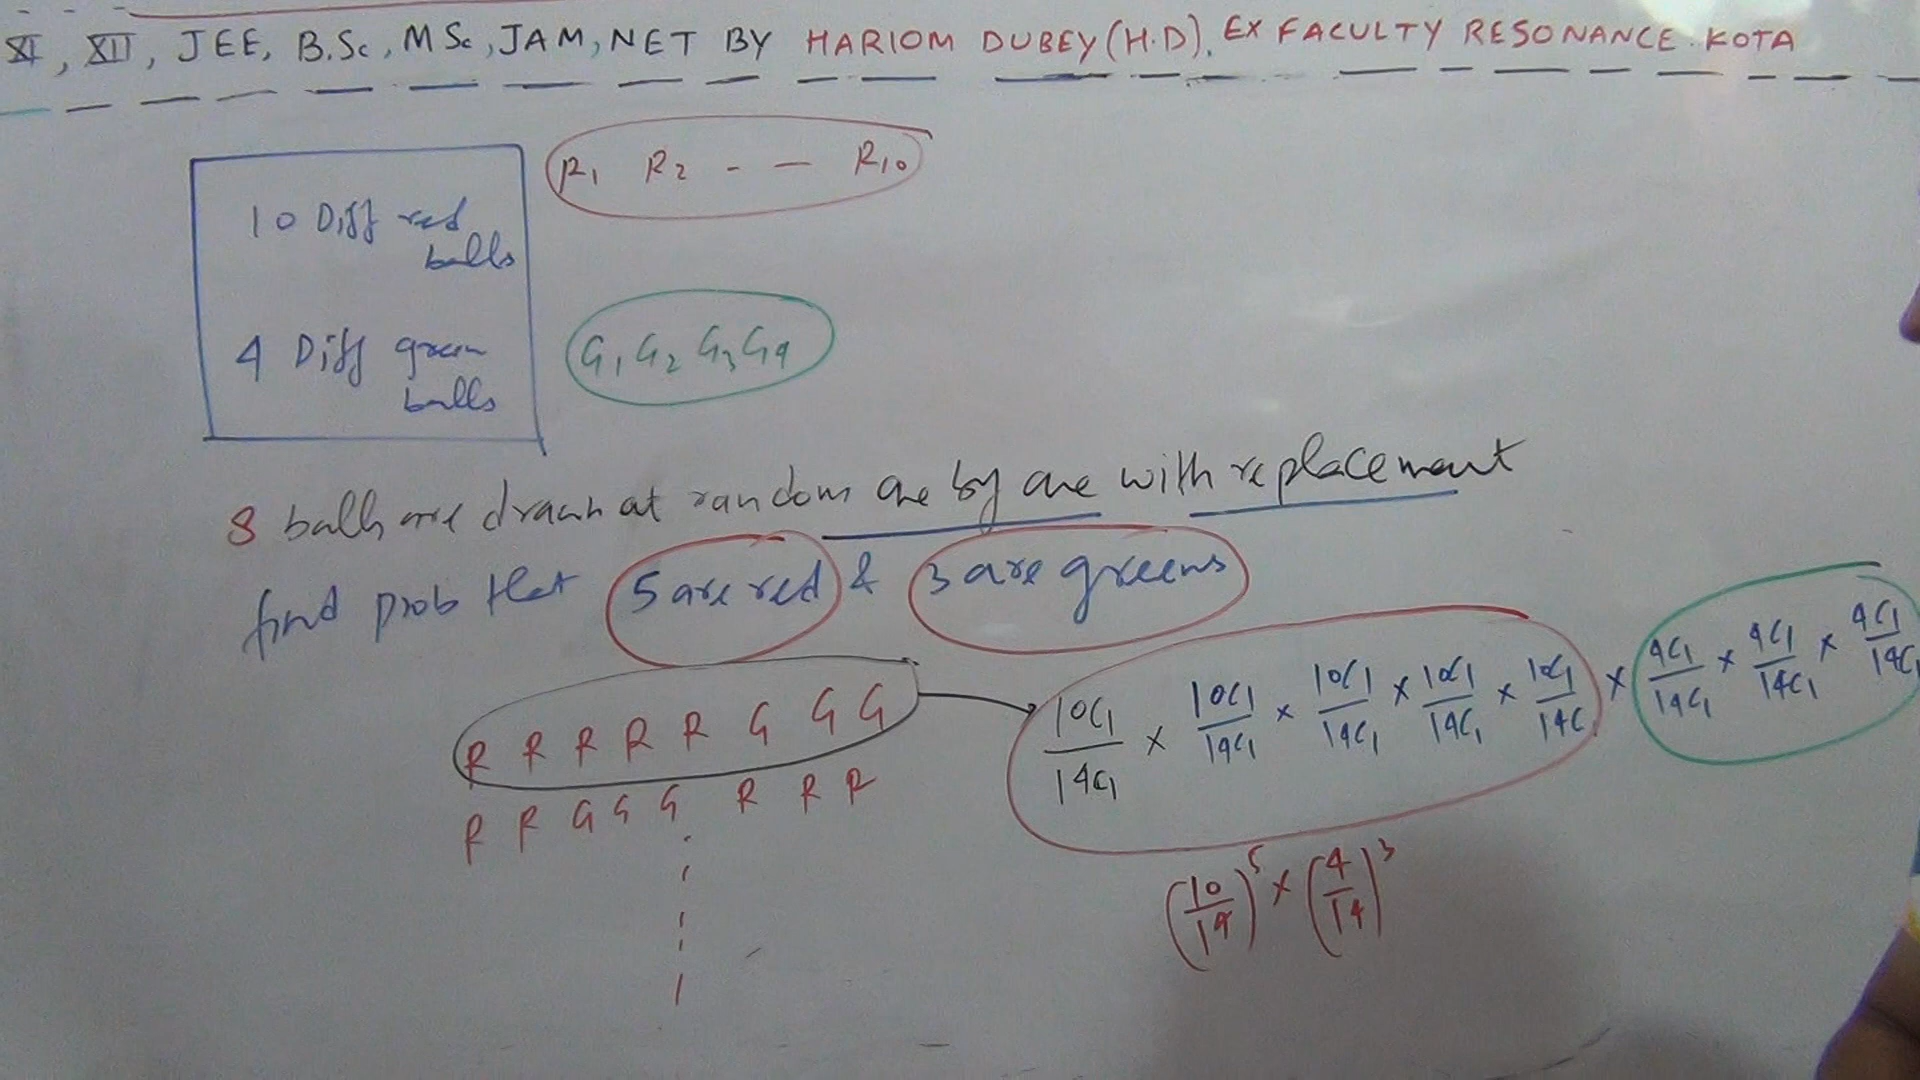 XI, XII, JEE, B.Sc, MSc, JAM, NET BY HARIOM DUBEY (H.D). EX FACULTY RESONANCE KOTA
R1 R2 - — R10
10 Diff red
balls
G1 G2 G3 G4
4 Diff green
balls
8 balls are drawn at random one by one with replacement
find prob that 5 are red & 3 are greens
R R R R R G G G
10C1/14C1 × 10C1/14C1 × 10C1/14C1 × 10C1/14C1 × 10C1/14C × 4C1/14C1 × 4C1/14C1 × 4C1/14C1
R R G G G R R R
(10/14)^5 × (4/14)^3